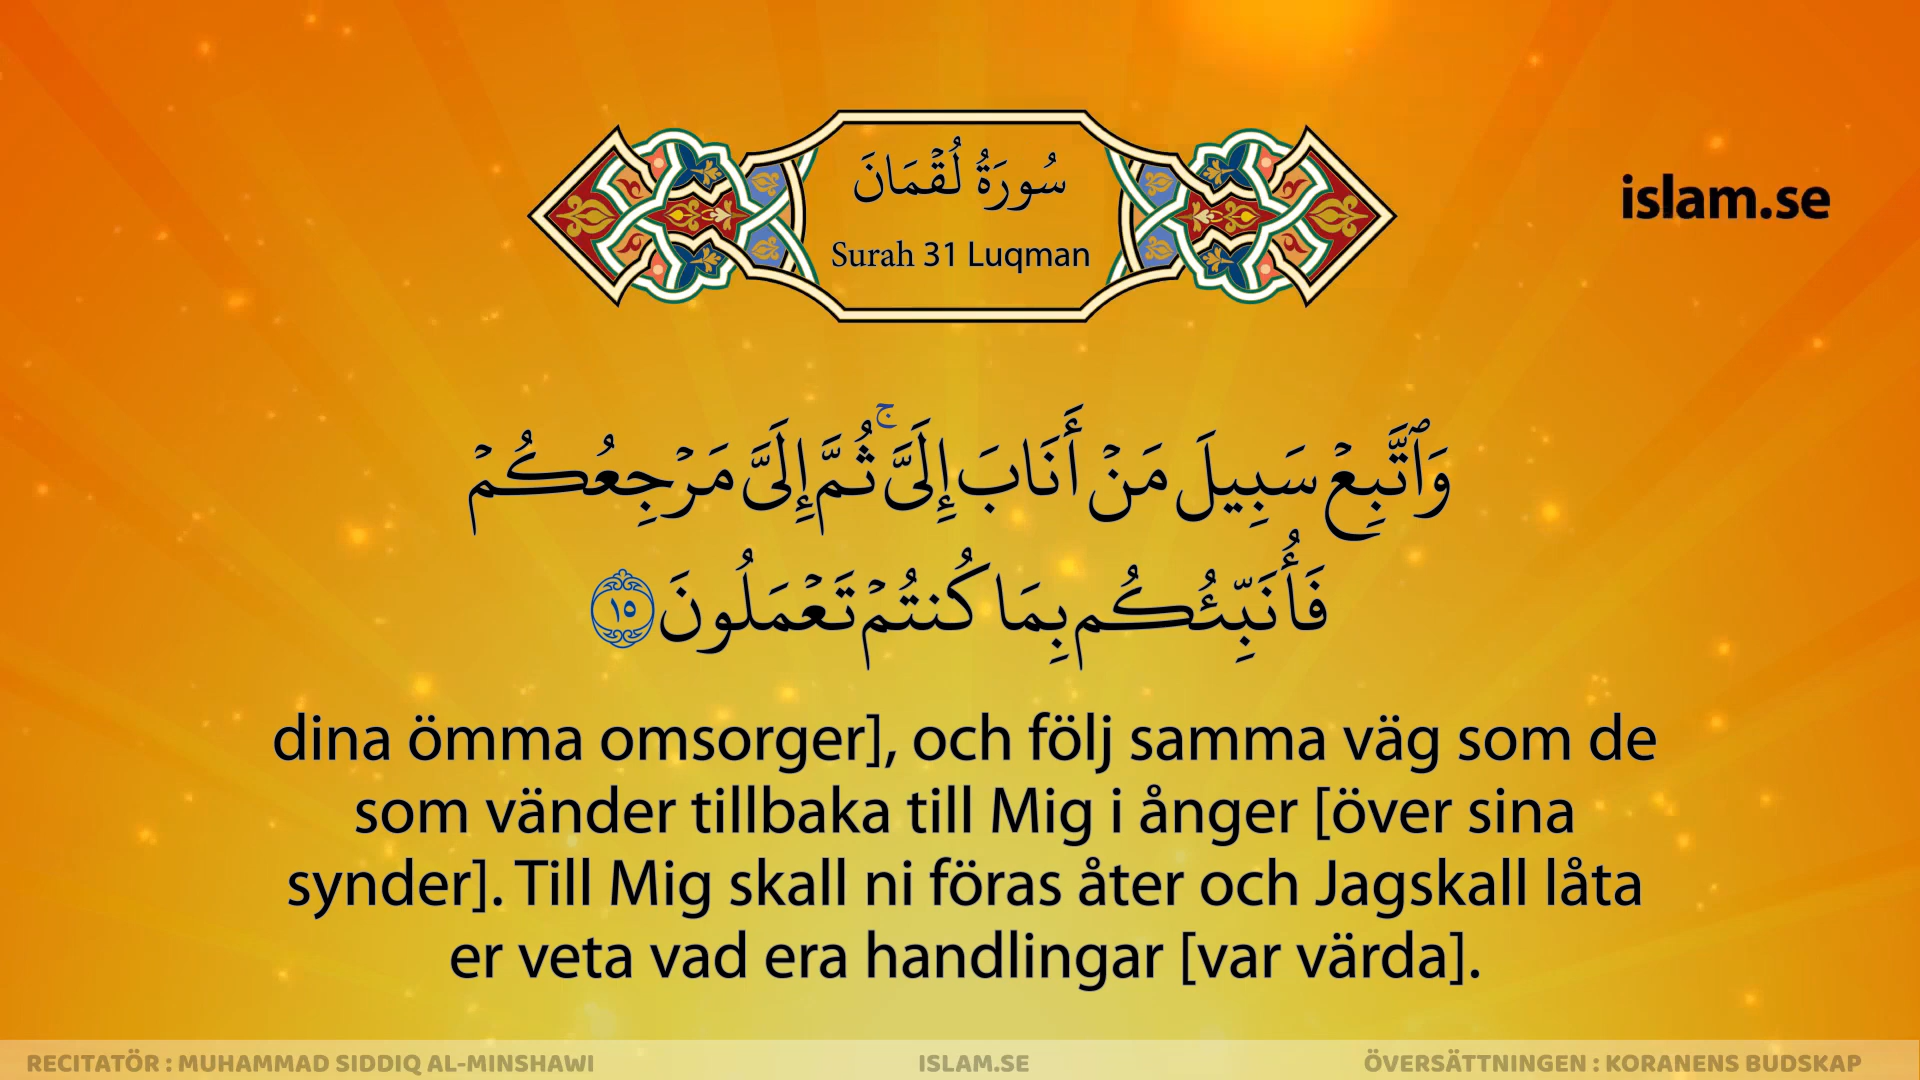 سُورَةُ لُقْمَانَ
Surah 31 Luqman
islam.se
وَٱتَّبِعْ سَبِيلَ مَنْ أَنَابَ إِلَىَّ ۚ ثُمَّ إِلَىَّ مَرْجِعُكُمْ
فَأُنَبِّئُكُم بِمَا كُنتُمْ تَعْمَلُونَ ١٥
dina ömma omsorger], och följ samma väg som de
som vänder tillbaka till Mig i ånger [över sina
synder]. Till Mig skall ni föras åter och Jagskall låta
er veta vad era handlingar [var värda].
RECITATÖR : MUHAMMAD SIDDIQ AL-MINSHAWI
ISLAM.SE
ÖVERSÄTTNINGEN : KORANENS BUDSKAP